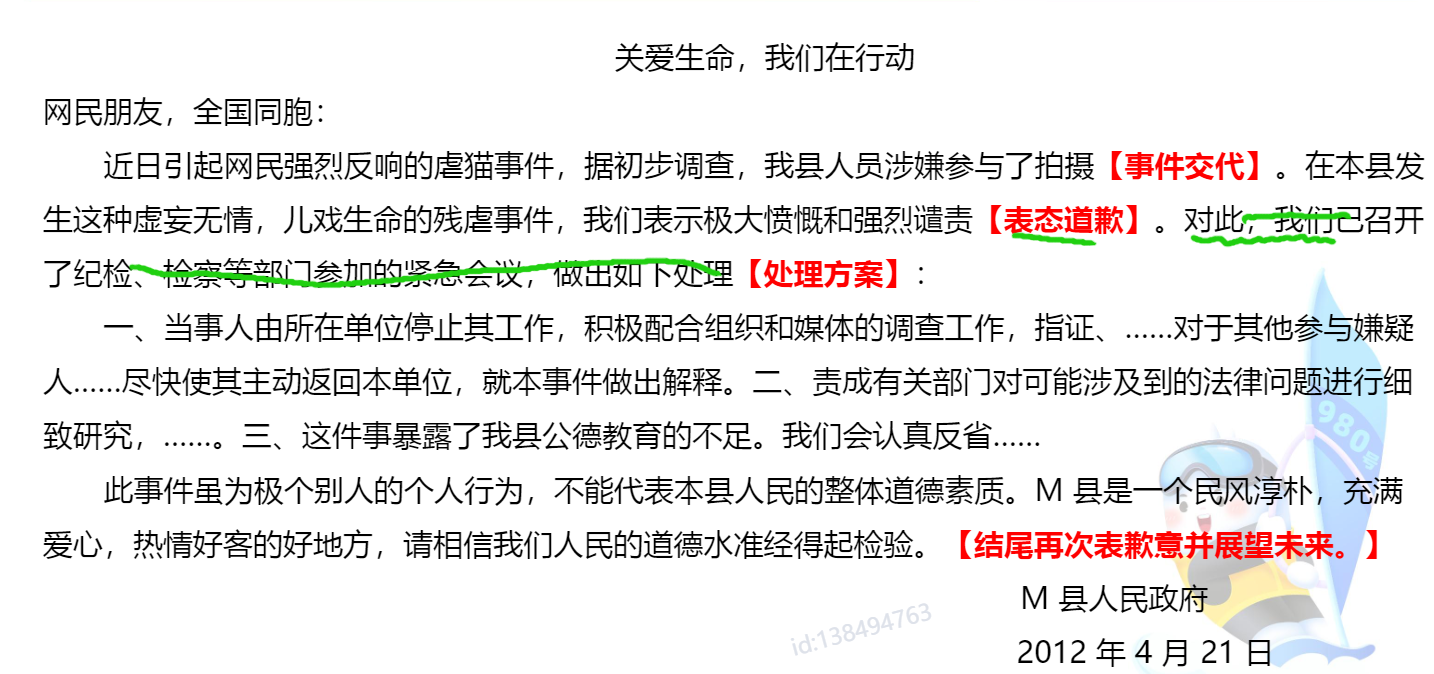 关爱生命，我们在行动
网民朋友，全国同胞：
近日引起网民强烈反响的虐猫事件，据初步调查，我县人员涉嫌参与了拍摄【事件交代】。在本县发
生这种虚妄无情，儿戏生命的残虐事件，我们表示极大愤慨和强烈谴责【表态道歉】。对此，我们已召开
了纪检、检察等部门参加的紧急会议，做出如下处理【处理方案】：
一、当事人由所在单位停止其工作，积极配合组织和媒体的调查工作，指证、......对于其他参与嫌疑
人......尽快使其主动返回本单位，就本事件做出解释。二、责成有关部门对可能涉及到的法律问题进行细
致研究，......。三、这件事暴露了我县公德教育的不足。我们会认真反省......
此事件虽为极个别人的个人行为，不能代表本县人民的整体道德素质。M 县是一个民风淳朴，充满
爱心，热情好客的好地方，请相信我们人民的道德水准经得起检验。【结尾再次表歉意并展望未来。】
M 县人民政府
2012 年 4 月 21 日
id:138494763
980号